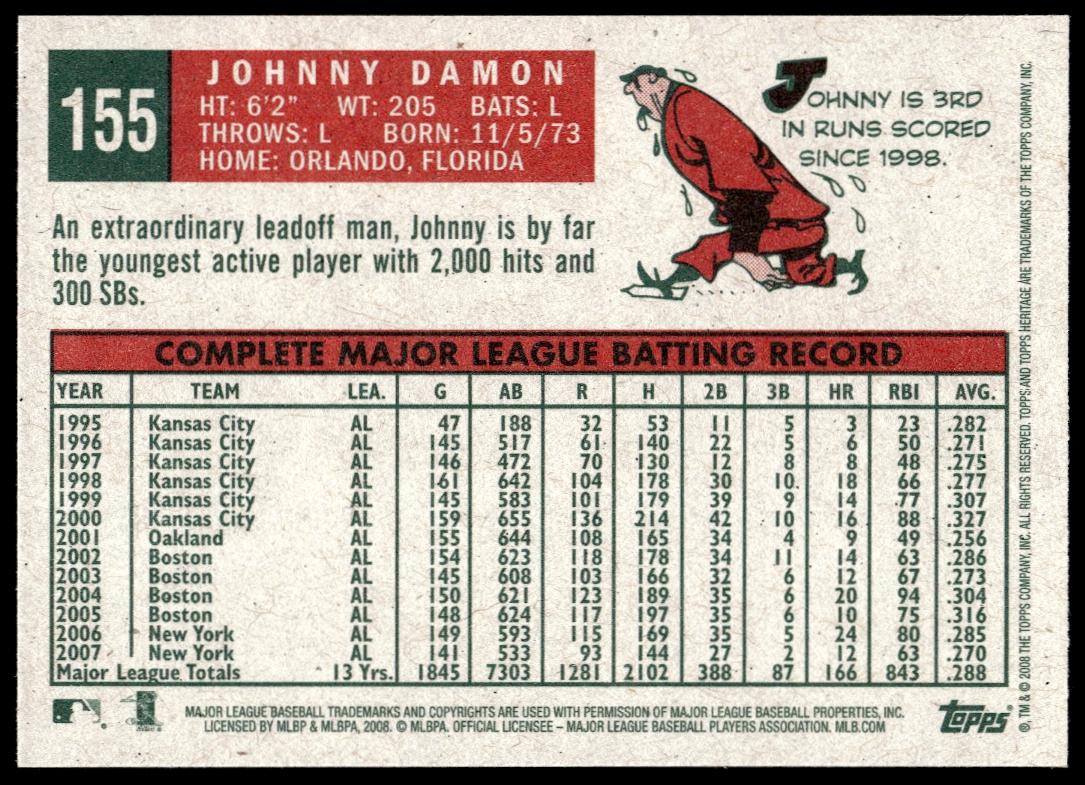 155
JOHNNY DAMON
HT: 6'2" WT: 205 BATS: L
THROWS: L BORN: 11/5/73
HOME: ORLANDO, FLORIDA
JOHNNY IS 3RD
IN RUNS SCORED
SINCE 1998.
An extraordinary leadoff man, Johnny is by far
the youngest active player with 2,000 hits and
300 SBs.
COMPLETE MAJOR LEAGUE BATTING RECORD
YEAR TEAM LEA. G AB R H 2B 3B HR RBI AVG.
1995 Kansas City AL 47 188 32 53 11 5 3 23 .282
1996 Kansas City AL 145 517 61 140 22 5 6 50 .271
1997 Kansas City AL 146 472 70 130 12 8 8 48 .275
1998 Kansas City AL 161 642 104 178 30 10 18 66 .277
1999 Kansas City AL 145 583 101 179 39 9 14 77 .307
2000 Kansas City AL 159 655 136 214 42 10 16 88 .327
2001 Oakland AL 155 644 108 165 34 4 9 49 .256
2002 Boston AL 154 623 118 178 34 11 14 63 .286
2003 Boston AL 145 608 103 166 32 6 12 67 .273
2004 Boston AL 150 621 123 189 35 6 20 94 .304
2005 Boston AL 148 624 117 197 35 6 10 75 .316
2006 New York AL 149 593 115 169 35 5 24 80 .285
2007 New York AL 141 533 93 144 27 2 12 63 .270
Major League Totals 13 Yrs. 1845 7303 1281 2102 388 87 166 843 .288
MAJOR LEAGUE BASEBALL TRADEMARKS AND COPYRIGHTS ARE USED WITH PERMISSION OF MAJOR LEAGUE BASEBALL PROPERTIES, INC.
LICENSED BY MLBP & MLBPA, 2008. © MLBPA. OFFICIAL LICENSEE – MAJOR LEAGUE BASEBALL PLAYERS ASSOCIATION. MLB.COM
TOPPS
®, TM & © 2008 THE TOPPS COMPANY, INC. ALL RIGHTS RESERVED. TOPPS AND TOPPS HERITAGE ARE TRADEMARKS OF THE TOPPS COMPANY, INC.